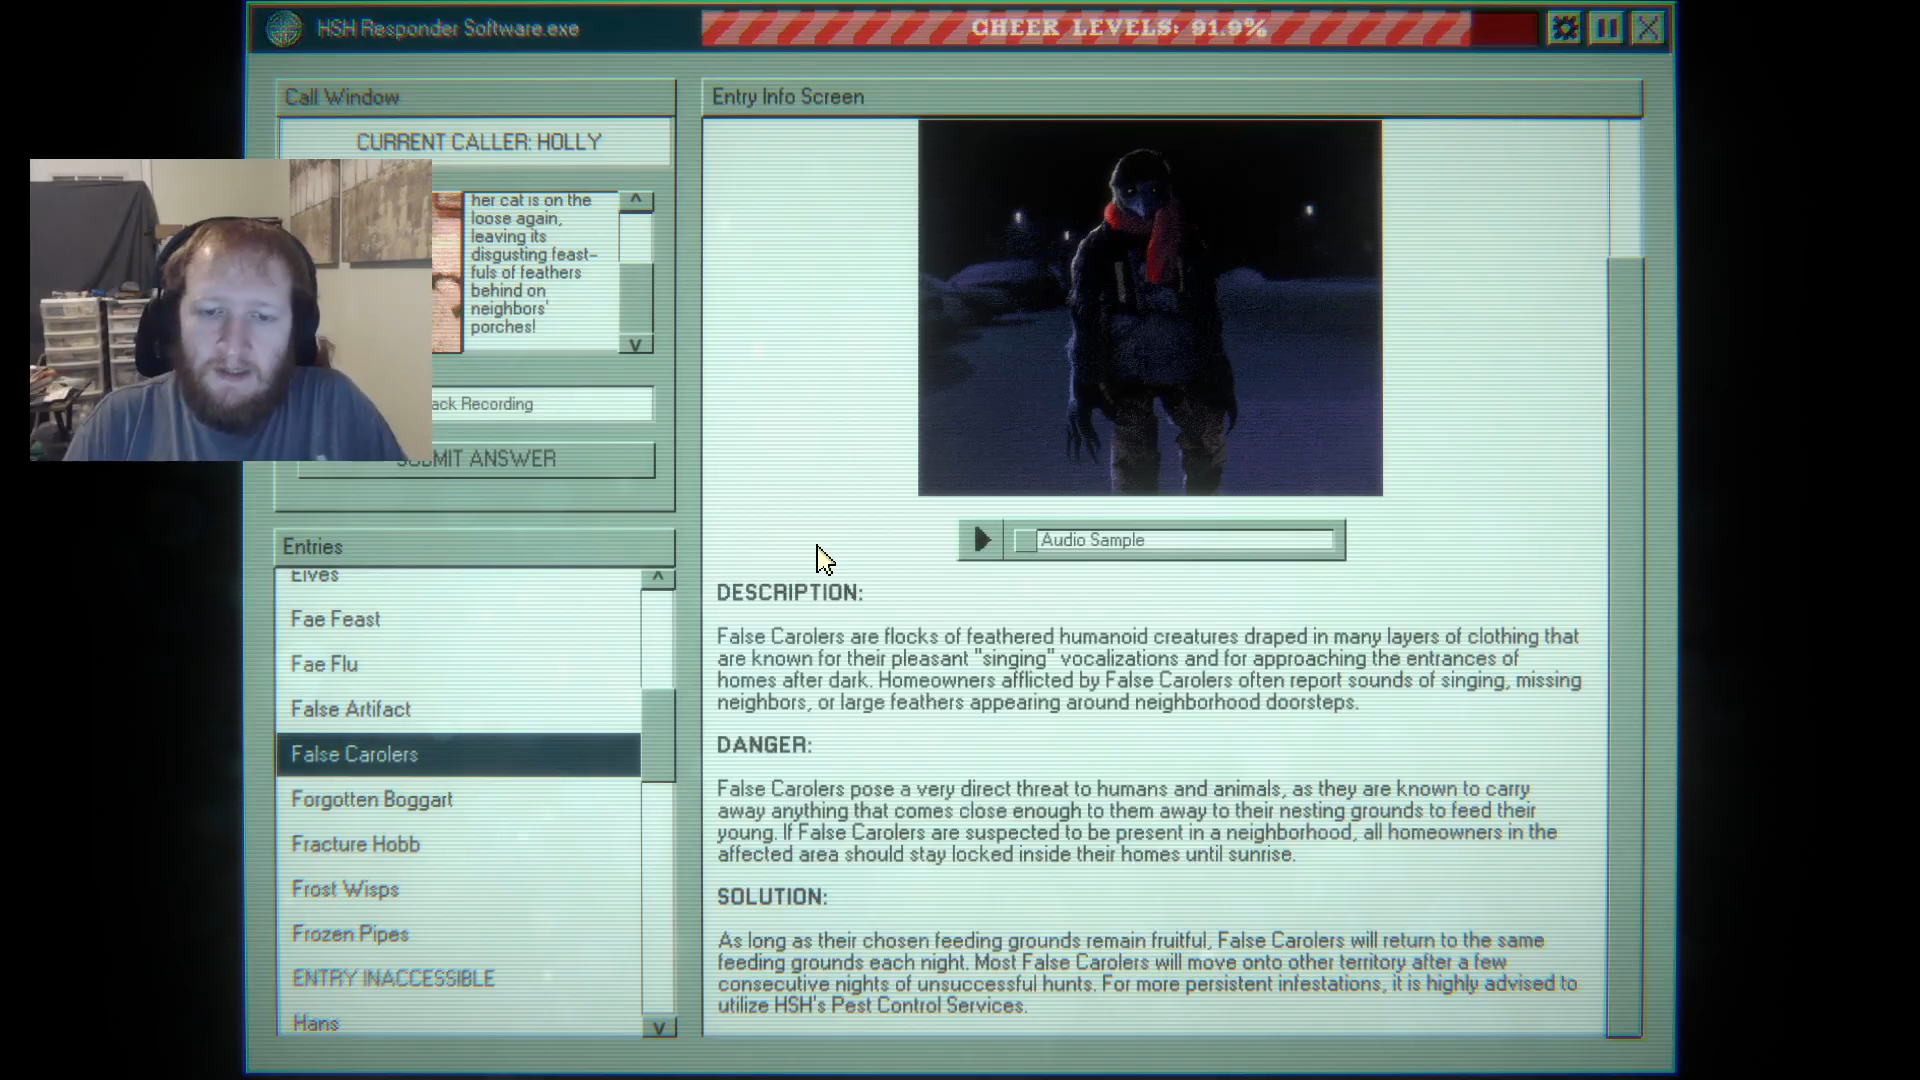 HSH Responder Software.exe
CHEER LEVELS: 91.9%
Call Window
CURRENT CALLER: HOLLY
her cat is on the
loose again,
leaving its
disgusting feast-
fuls of feathers
behind on
neighbors'
porches!
ack Recording
SUBMIT ANSWER
Entries
Elves
Fae Feast
Fae Flu
False Artifact
False Carolers
Forgotten Boggart
Fracture Hobb
Frost Wisps
Frozen Pipes
ENTRY INACCESSIBLE
Hans
Entry Info Screen
Audio Sample
DESCRIPTION:
False Carolers are flocks of feathered humanoid creatures draped in many layers of clothing that
are known for their pleasant "singing" vocalizations and for approaching the entrances of
homes after dark. Homeowners afflicted by False Carolers often report sounds of singing, missing
neighbors, or large feathers appearing around neighborhood doorsteps.
DANGER:
False Carolers pose a very direct threat to humans and animals, as they are known to carry
away anything that comes close enough to them away to their nesting grounds to feed their
young. If False Carolers are suspected to be present in a neighborhood, all homeowners in the
affected area should stay locked inside their homes until sunrise.
SOLUTION:
As long as their chosen feeding grounds remain fruitful, False Carolers will return to the same
feeding grounds each night. Most False Carolers will move onto other territory after a few
consecutive nights of unsuccessful hunts. For more persistent infestations, it is highly advised to
utilize HSH's Pest Control Services.